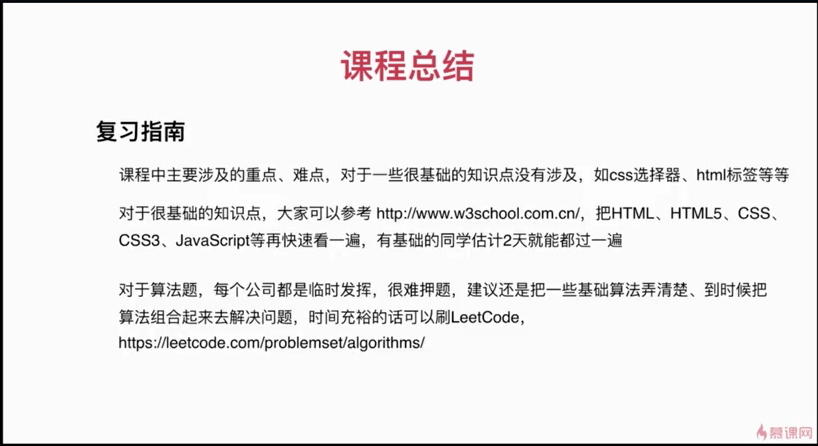 课程总结
复习指南
课程中主要涉及的重点、难点，对于一些很基础的知识点没有涉及，如css选择器、html标签等等
对于很基础的知识点，大家可以参考 http://www.w3school.com.cn/，把HTML、HTML5、CSS、
CSS3、JavaScript等再快速看一遍，有基础的同学估计2天就能都过一遍
对于算法题，每个公司都是临时发挥，很难押题，建议还是把一些基础算法弄清楚、到时候把
算法组合起来去解决问题，时间充裕的话可以刷LeetCode，
https://leetcode.com/problemset/algorithms/
慕课网